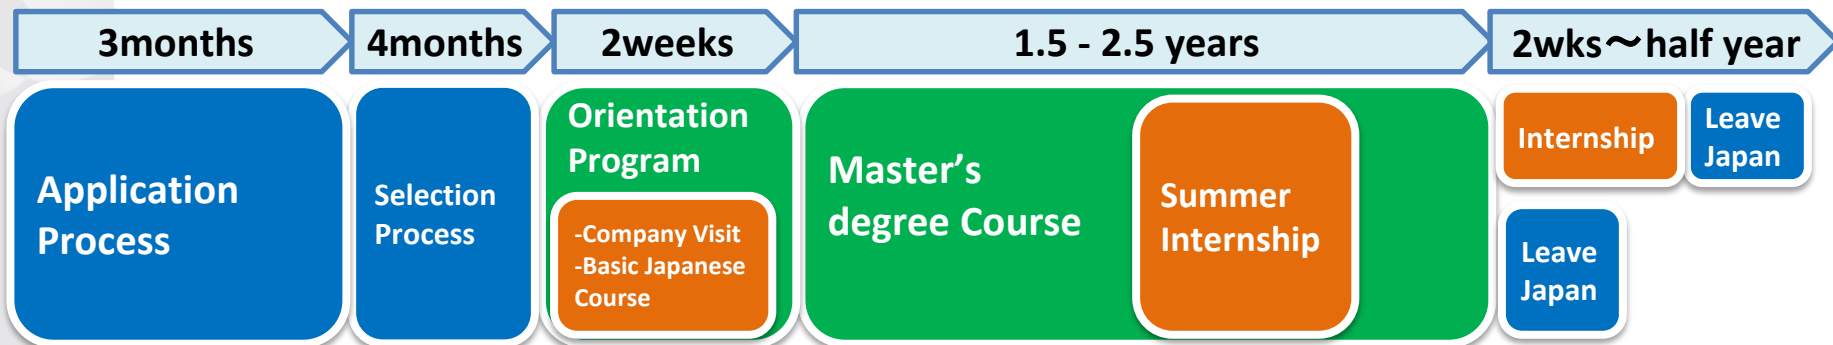 3months
4months
2weeks
1.5 - 2.5 years
2wks～half year
Application
Process
Selection
Process
Orientation
Program
-Company Visit
-Basic Japanese
Course
Master’s
degree Course
Summer
Internship
Internship
Leave
Japan
Leave
Japan